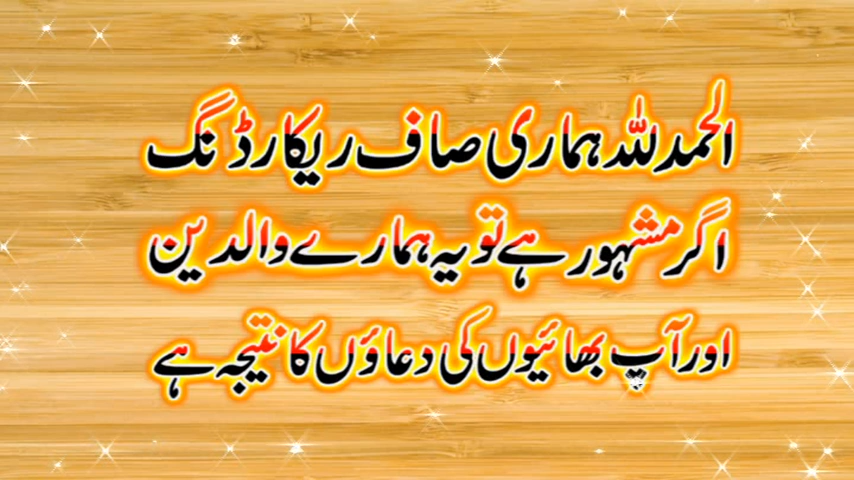 الحمدللہ ہماری صاف ریکارڈنگ
اگر مشہور ہے تو یہ ہمارے والدین
اور آپ بھائیوں کی دعاؤں کا نتیجہ ہے